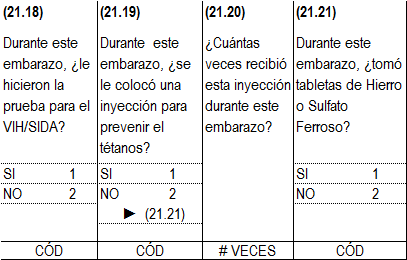 (21.18)
Durante este
embarazo, ¿le
hicieron la
prueba para el
VIH/SIDA?
SI 1
NO 2
CÓD
(21.19)
Durante este
embarazo, ¿se
le colocó una
inyección para
prevenir el
tétanos?
SI 1
NO 2
► (21.21)
CÓD
(21.20)
¿Cuántas
veces recibió
esta inyección
durante este
embarazo?
# VECES
(21.21)
Durante este
embarazo, ¿tomó
tabletas de Hierro
o Sulfato
Ferroso?
SI 1
NO 2
CÓD